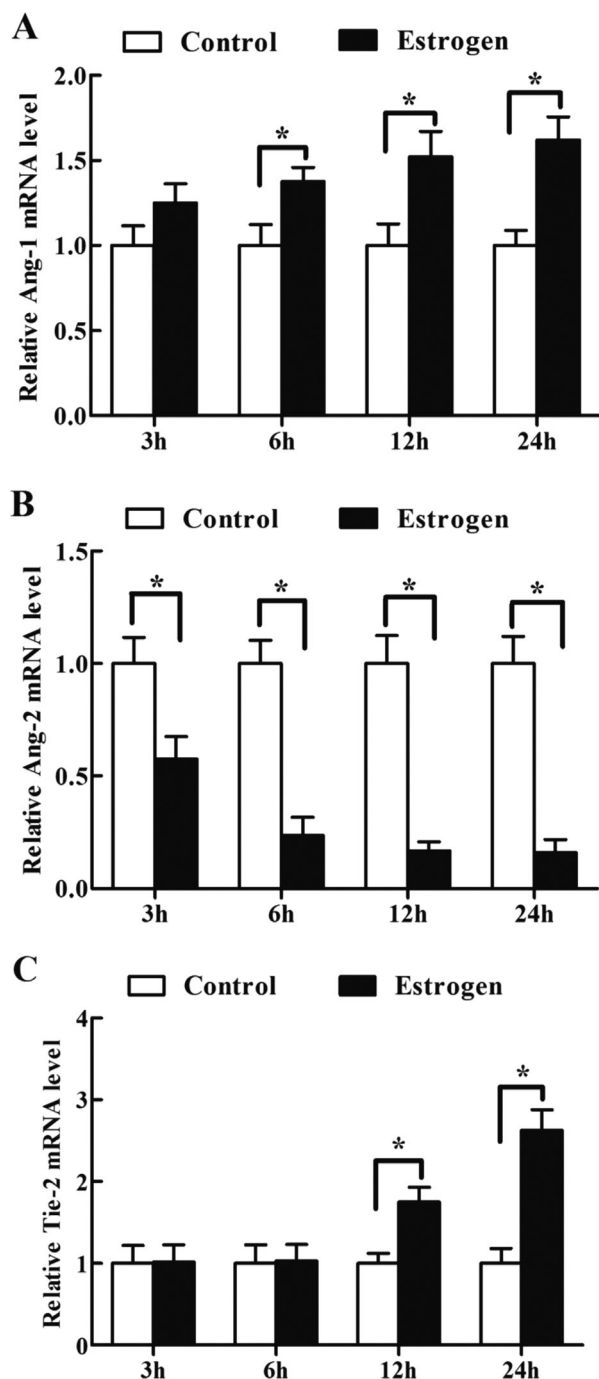 A
Control Estrogen
Relative Ang-1 mRNA level
2.0
1.5
1.0
0.5
0.0
* * *
3h 6h 12h 24h
B
Control Estrogen
Relative Ang-2 mRNA level
1.5
1.0
0.5
0.0
* * * *
3h 6h 12h 24h
C
Control Estrogen
Relative Tie-2 mRNA level
4
3
2
1
0
* *
3h 6h 12h 24h